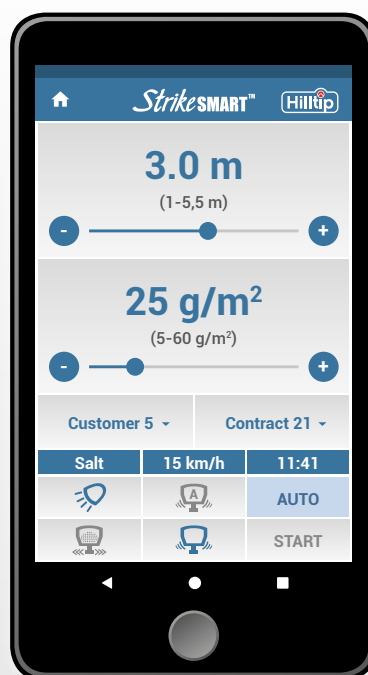 StrikeSMART™ Hilltip
3.0 m
(1-5,5 m)
- +
25 g/m²
(5-60 g/m²)
- +
Customer 5 Contract 21
Salt 15 km/h 11:41
A AUTO
START